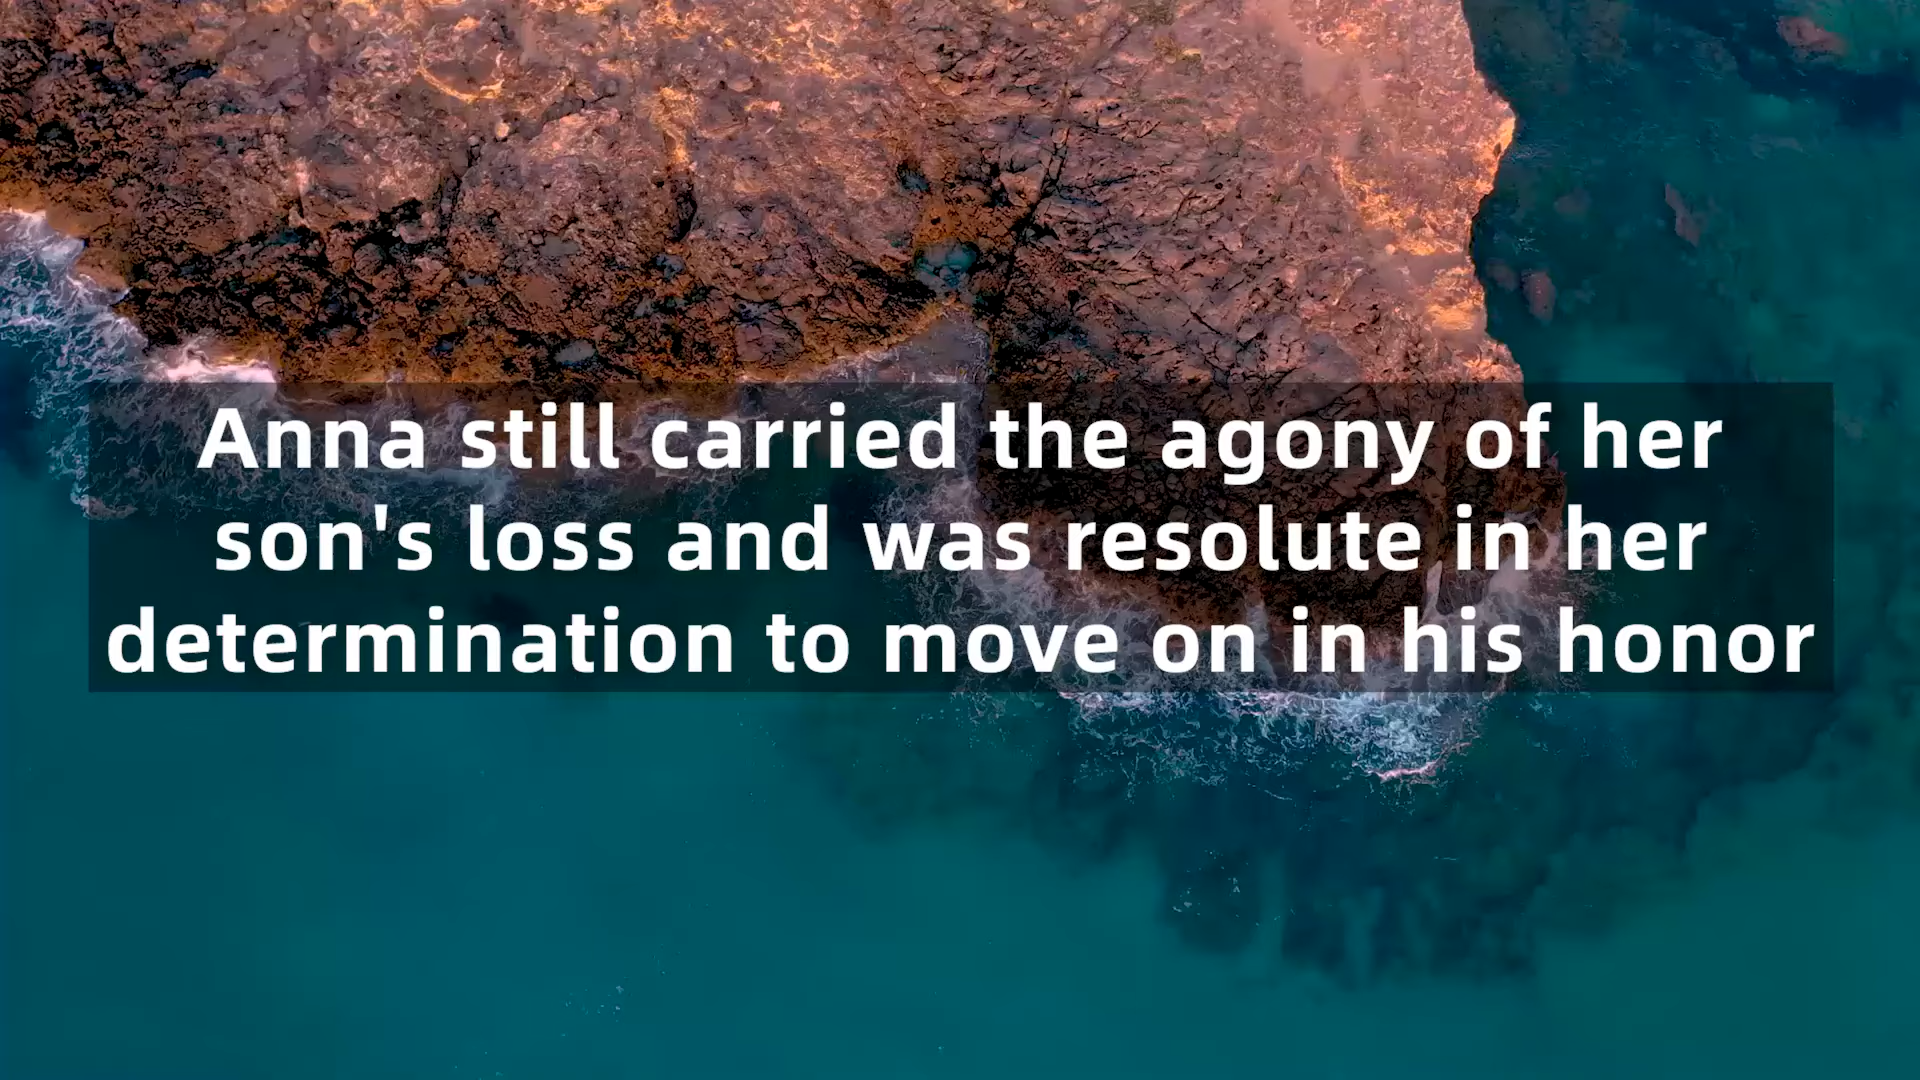 Anna still carried the agony of her
son's loss and was resolute in her
determination to move on in his honor